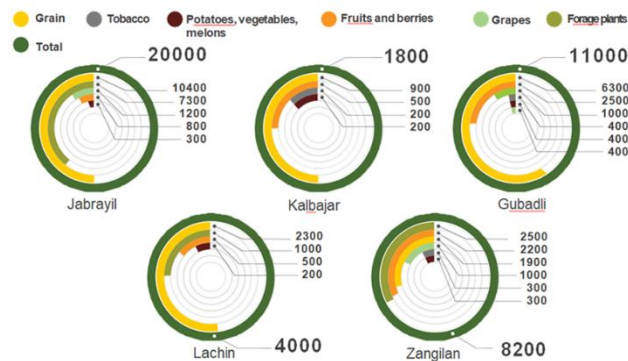 Grain
Tobacco
Potatoes, vegetables,
melons
Fruits and berries
Grapes
Forage plants
Total
20000
10400
7300
1200
800
300
Jabrayil
1800
900
500
200
200
Kalbajar
11000
6300
2500
1000
400
400
400
Gubadli
2300
1000
500
200
4000
Lachin
2500
2200
1900
1000
300
300
8200
Zangilan